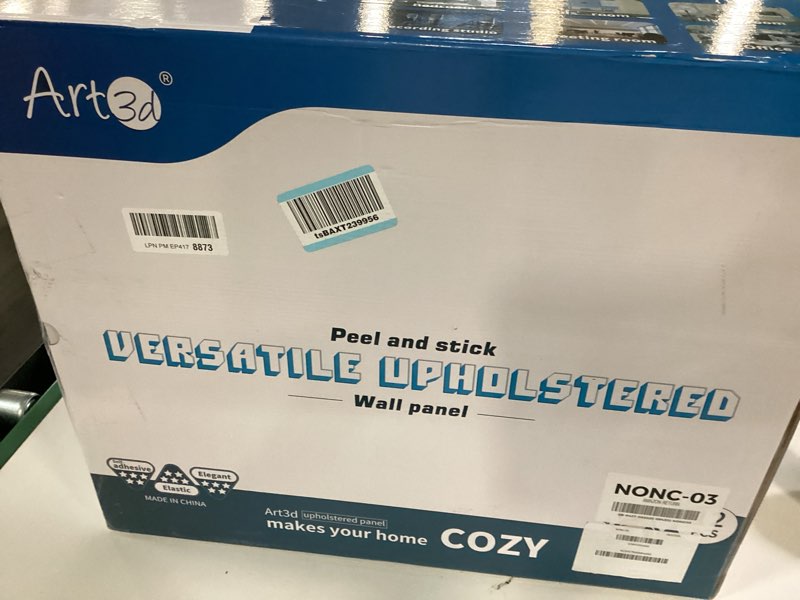 Art3d®
tsBAXT239956
LPN PM EP417 8873
Peel and stick
VERSATILE UPHOLSTERED
Wall panel
adhesive
Elastic
Elegant
MADE IN CHINA
NONC-03
Art3d upholstered panel
makes your home COZY